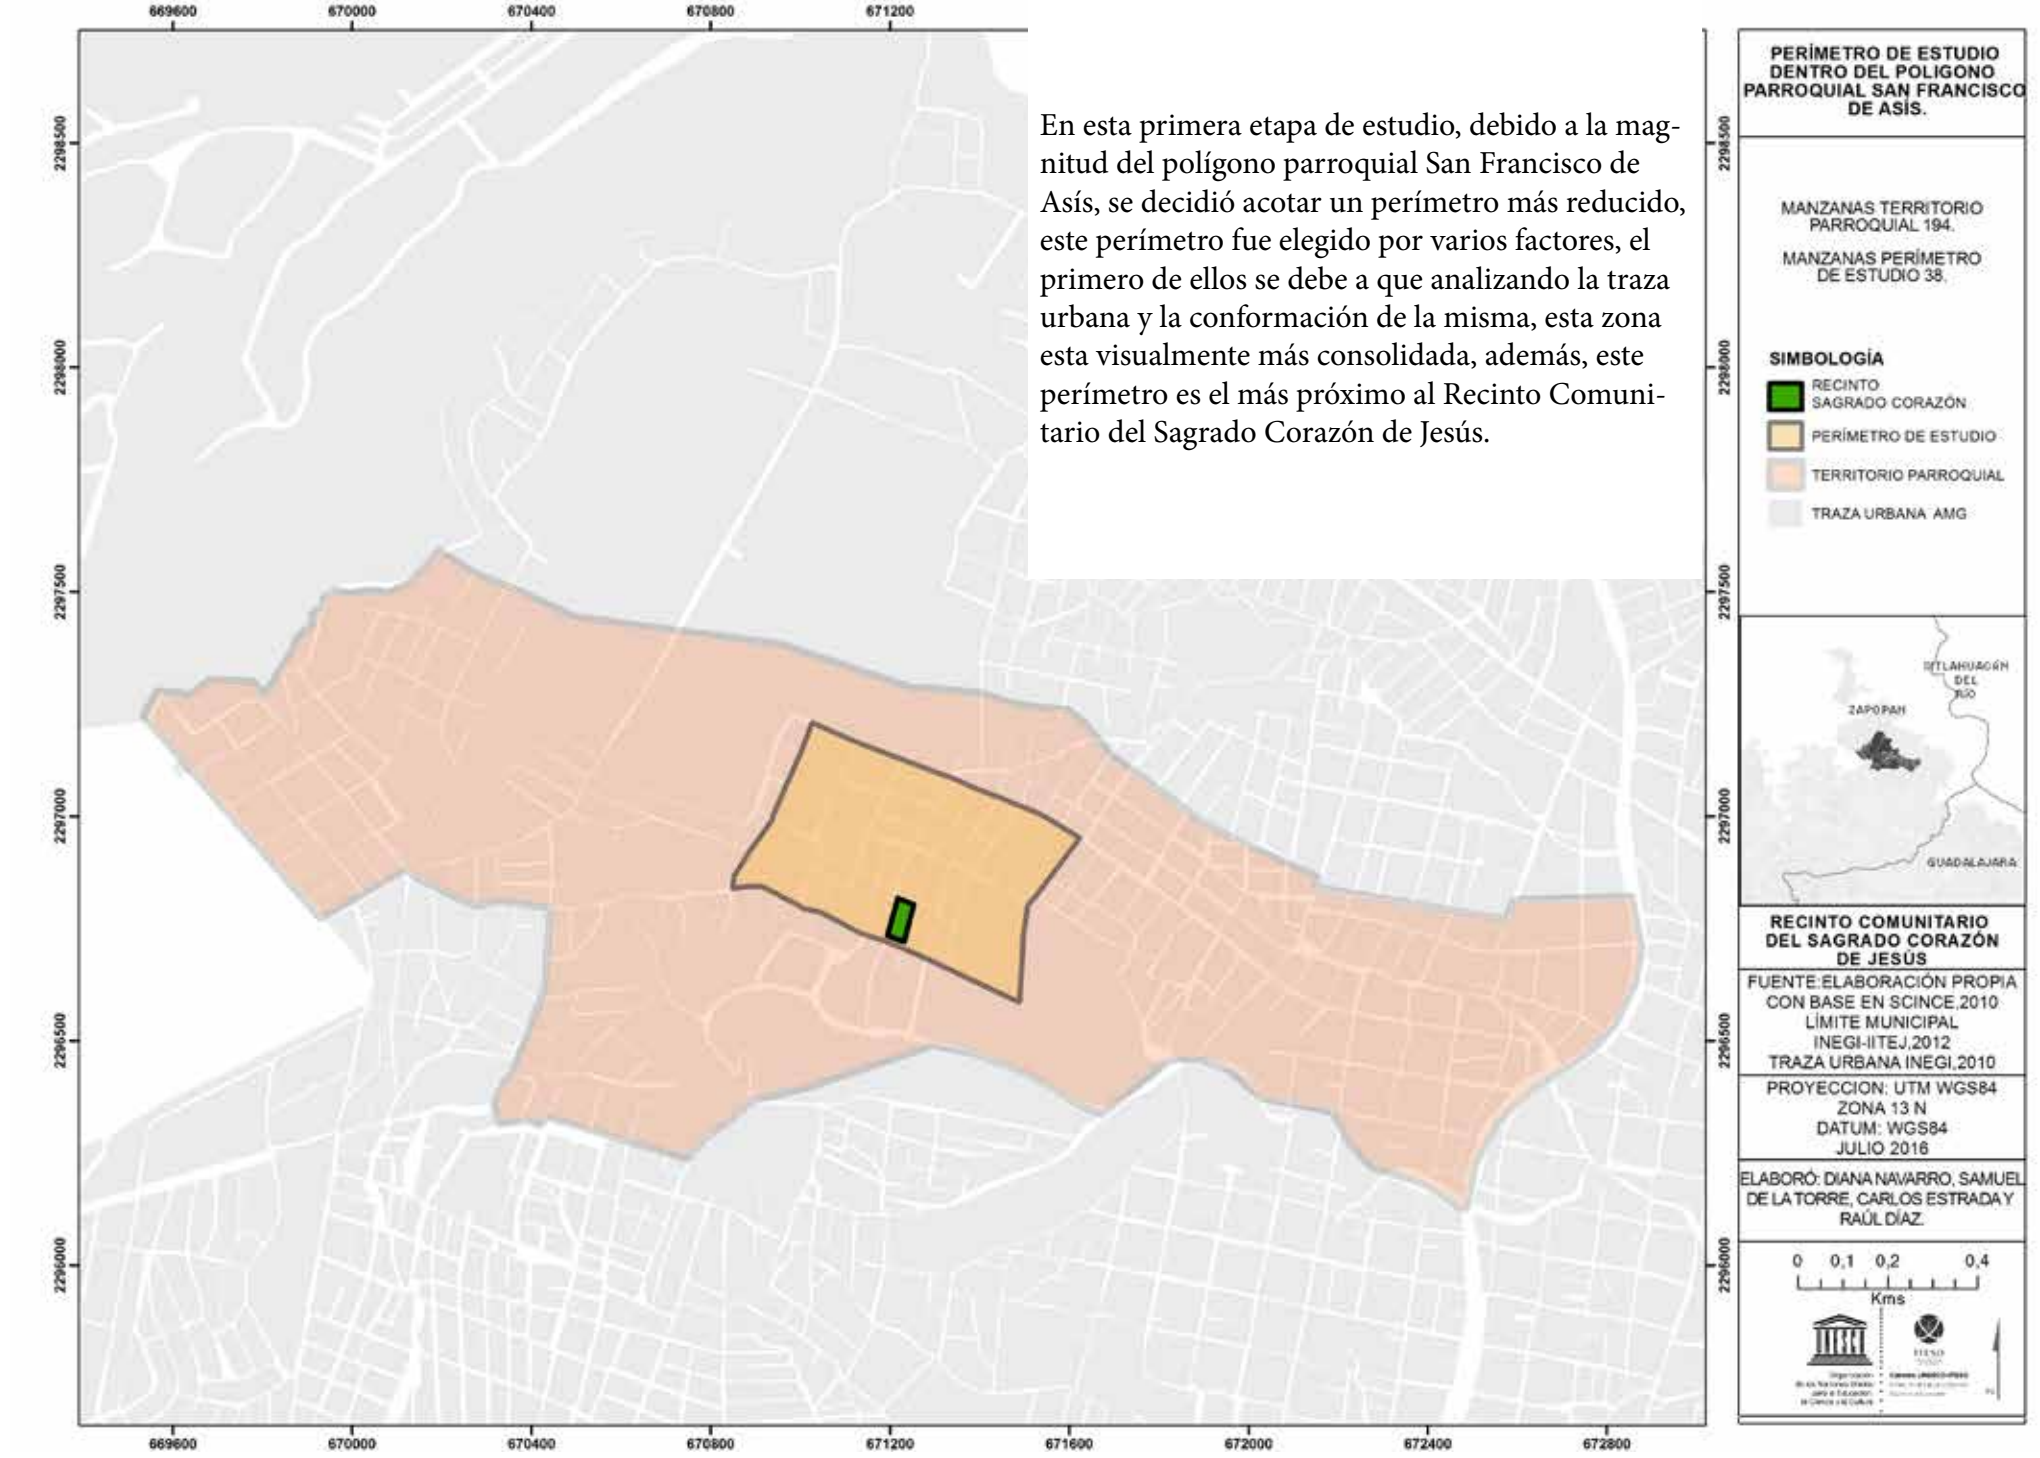 669600
670000
670400
670800
671200
2298500
2298000
2297500
2297000
2296500
2296000
En esta primera etapa de estudio, debido a la mag-
nitud del polígono parroquial San Francisco de
Asís, se decidió acotar un perímetro más reducido,
este perímetro fue elegido por varios factores, el
primero de ellos se debe a que analizando la traza
urbana y la conformación de la misma, esta zona
esta visualmente más consolidada, además, este
perímetro es el más próximo al Recinto Comuni-
tario del Sagrado Corazón de Jesús.
2298500
2298000
2297500
2297000
2296500
2296000
669600
670000
670400
670800
671200
671600
672000
672400
672800
PERÍMETRO DE ESTUDIO
DENTRO DEL POLIGONO
PARROQUIAL SAN FRANCISCO
DE ASÍS.
MANZANAS TERRITORIO
PARROQUIAL 194.
MANZANAS PERÍMETRO
DE ESTUDIO 38.
SIMBOLOGÍA
RECINTO
SAGRADO CORAZÓN
PERÍMETRO DE ESTUDIO
TERRITORIO PARROQUIAL
TRAZA URBANA AMG
DEL
RÍO
ZAPOPAN
GUADALAJARA
RECINTO COMUNITARIO
DEL SAGRADO CORAZÓN
DE JESÚS
FUENTE:ELABORACIÓN PROPIA
CON BASE EN SCINCE,2010
LÍMITE MUNICIPAL
INEGI-IITEJ,2012
TRAZA URBANA INEGI,2010
PROYECCION: UTM WGS84
ZONA 13 N
DATUM: WGS84
JULIO 2016
ELABORÓ: DIANA NAVARRO, SAMUEL
DE LA TORRE, CARLOS ESTRADA Y
RAÚL DÍAZ.
0 0,1 0,2 0,4
Kms
ITESO